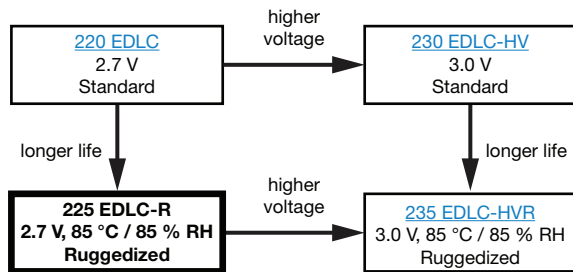 220 EDLC
2.7 V
Standard
higher
voltage
230 EDLC-HV
3.0 V
Standard
longer life
longer life
225 EDLC-R
2.7 V, 85 °C / 85 % RH
Ruggedized
higher
voltage
235 EDLC-HVR
3.0 V, 85 °C / 85 % RH
Ruggedized